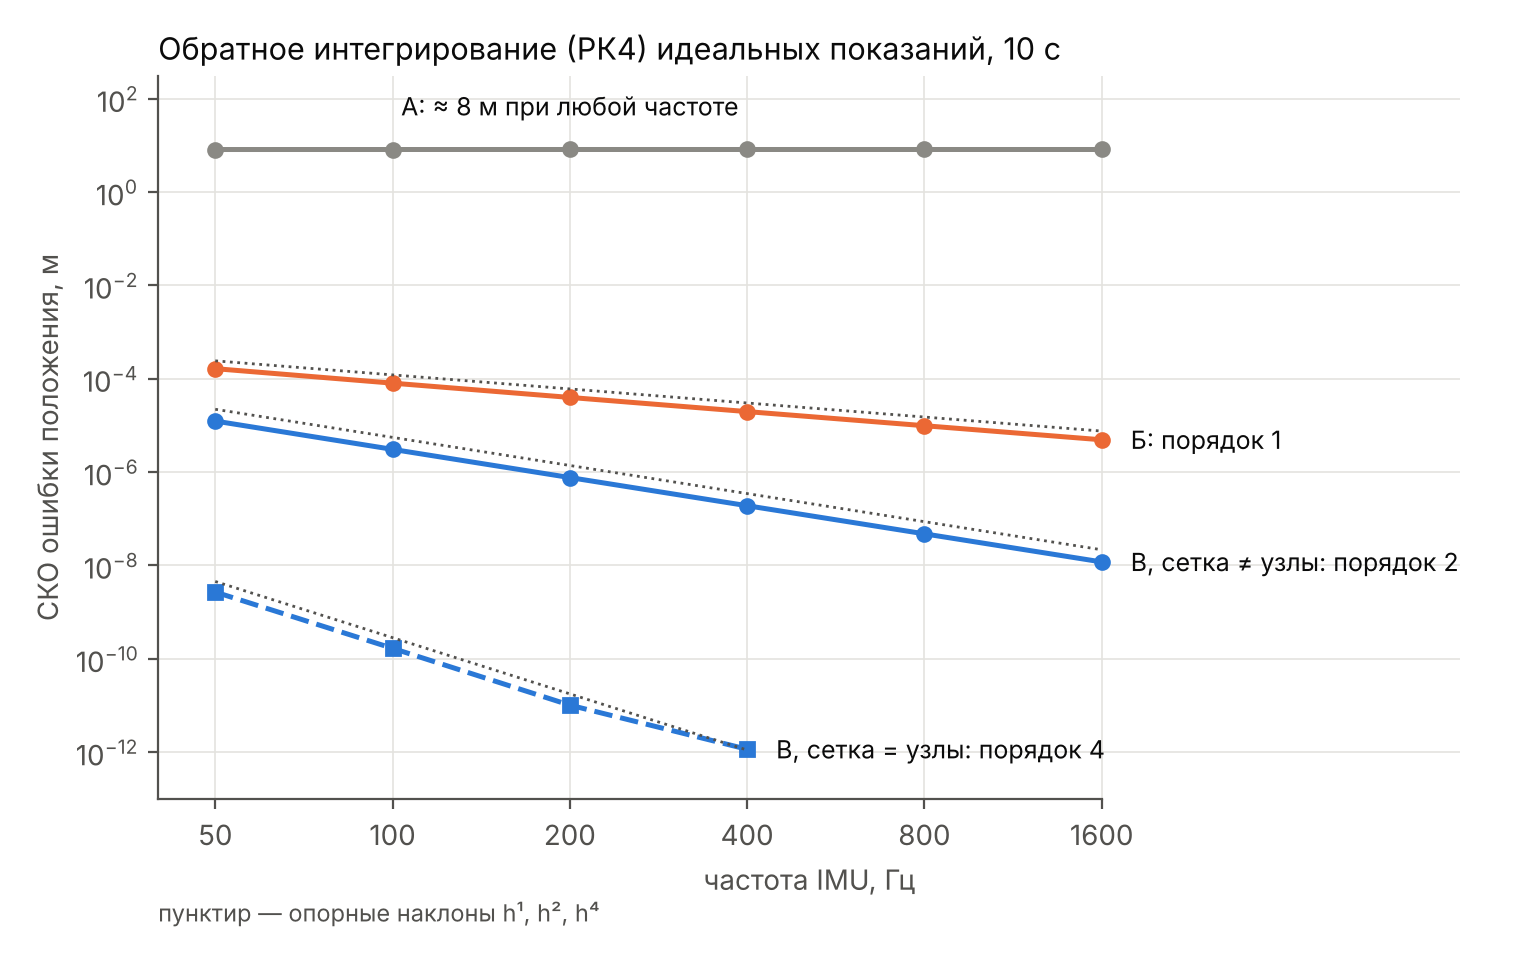 Обратное интегрирование (РК4) идеальных показаний, 10 с
10²
А: ≈ 8 м при любой частоте
10⁰
10⁻²
10⁻⁴
10⁻⁶
10⁻⁸
10⁻¹⁰
10⁻¹²
СКО ошибки положения, м
Б: порядок 1
В, сетка ≠ узлы: порядок 2
В, сетка = узлы: порядок 4
50 100 200 400 800 1600
частота IMU, Гц
пунктир — опорные наклоны h¹, h², h⁴